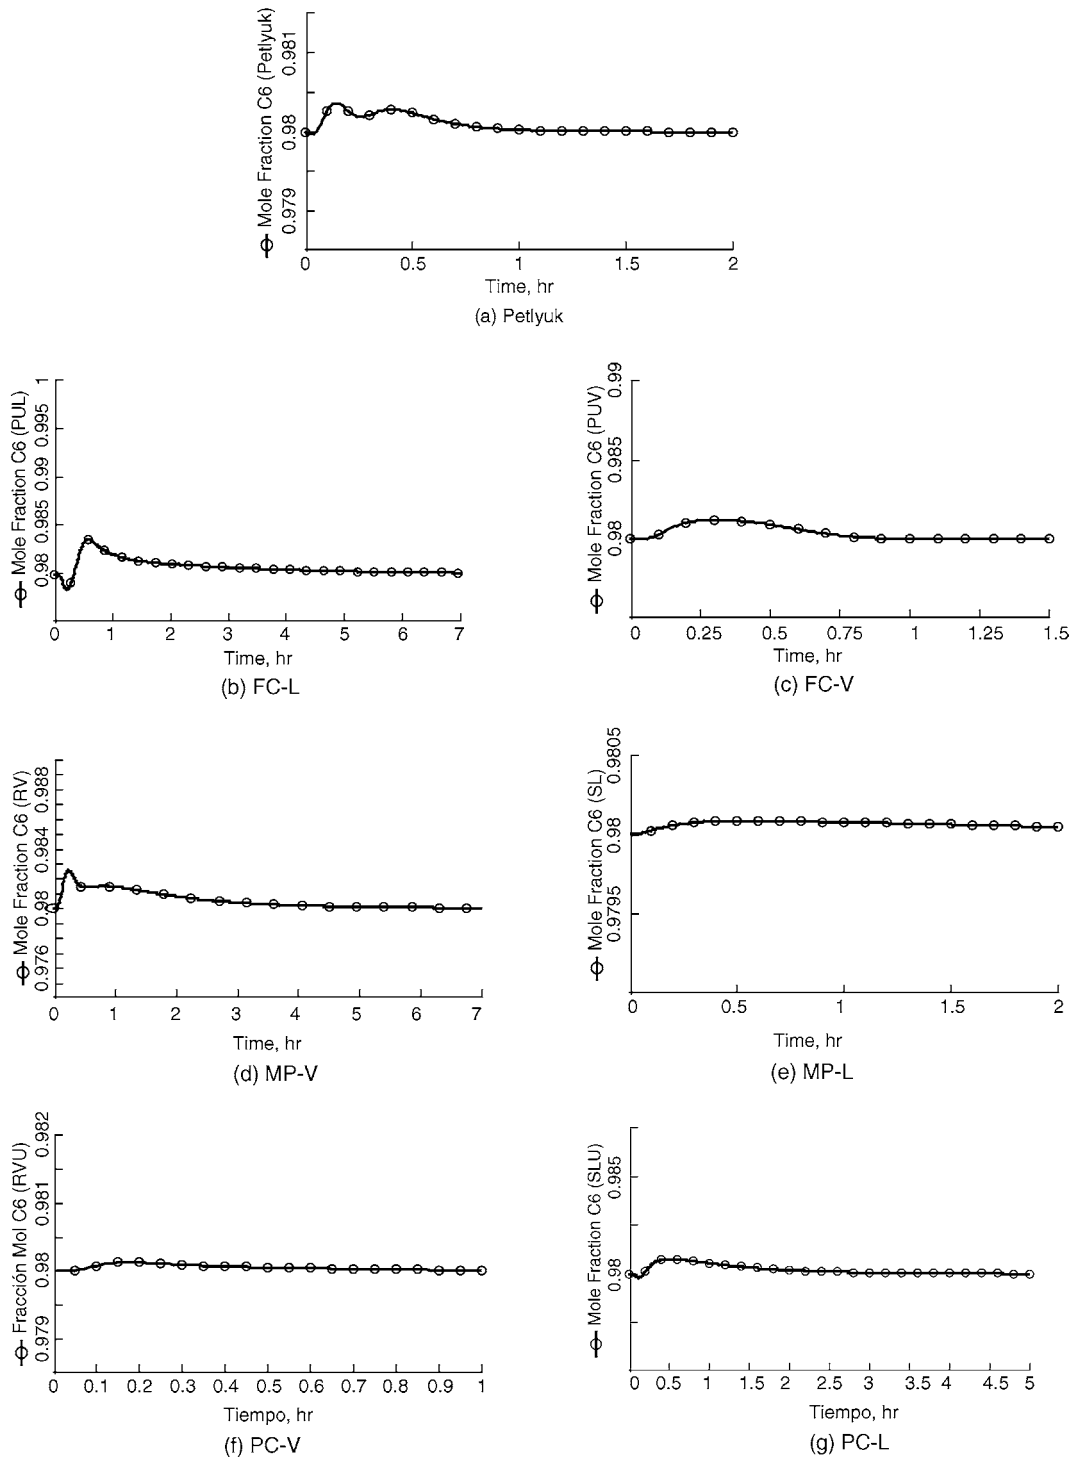 Mole Fraction C6 (Petlyuk)
0.981
0.98
0.979
0 0.5 1 1.5 2
Time, hr
(a) Petlyuk
Mole Fraction C6 (PUL)
1
0.995
0.99
0.985
0.98
0 1 2 3 4 5 6 7
Time, hr
(b) FC-L
Mole Fraction C6 (PUV)
0.99
0.985
0.98
0 0.25 0.5 0.75 1 1.25 1.5
Time, hr
(c) FC-V
Mole Fraction C6 (RV)
0.988
0.984
0.98
0.976
0 1 2 3 4 5 6 7
Time, hr
(d) MP-V
Mole Fraction C6 (SL)
0.9805
0.98
0.9795
0.5 1 1.5 2
Time, hr
(e) MP-L
Fracción Mol C6 (RVU)
0.982
0.981
0.98
0.979
0 0.1 0.2 0.3 0.4 0.5 0.6 0.7 0.8 0.9 1
Tiempo, hr
(f) PC-V
Mole Fraction C6 (SLU)
0.985
0.98
0 0.5 1 1.5 2 2.5 3 3.5 4 4.5 5
Tiempo, hr
(g) PC-L